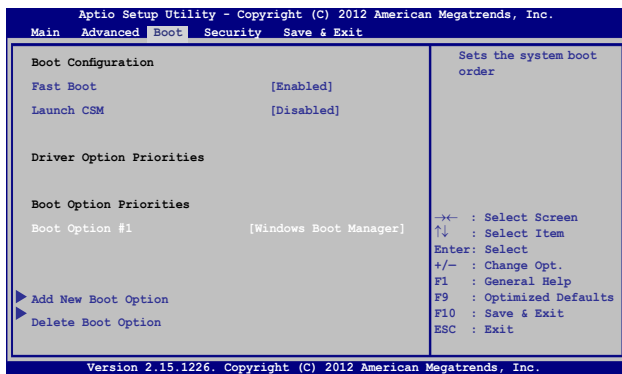 Aptio Setup Utility - Copyright (C) 2012 American Megatrends, Inc.
Main Advanced Boot Security Save & Exit
Boot Configuration
Fast Boot [Enabled]
Launch CSM [Disabled]
Driver Option Priorities
Boot Option Priorities
Boot Option #1 [Windows Boot Manager]
Add New Boot Option
Delete Boot Option
Sets the system boot
order
→← : Select Screen
↑↓ : Select Item
Enter: Select
+/— : Change Opt.
F1 : General Help
F9 : Optimized Defaults
F10 : Save & Exit
ESC : Exit
Version 2.15.1226. Copyright (C) 2012 American Megatrends, Inc.